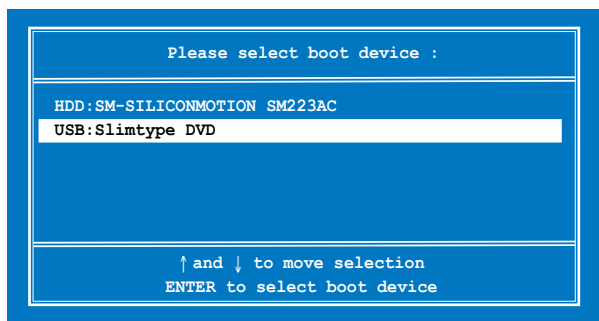 Please select boot device :
HDD:SM-SILICONMOTION SM223AC
USB:Slimtype DVD
↑and ↓ to move selection
ENTER to select boot device